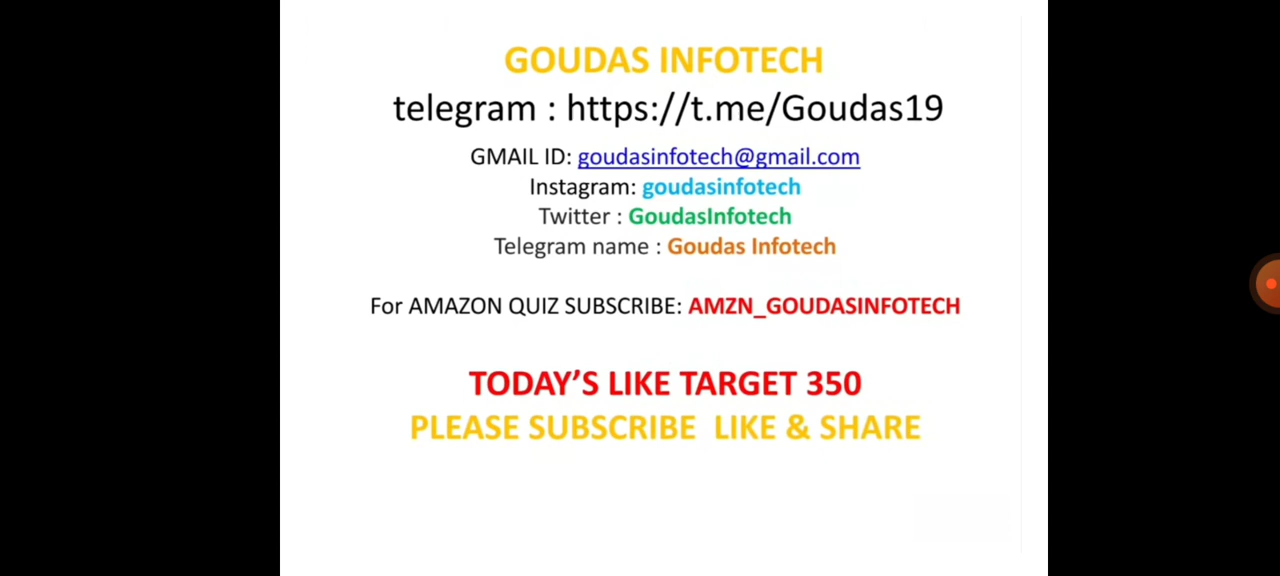 GOUDAS INFOTECH
telegram : https://t.me/Goudas19
GMAIL ID: goudasinfotech@gmail.com
Instagram: goudasinfotech
Twitter : GoudasInfotech
Telegram name : Goudas Infotech
For AMAZON QUIZ SUBSCRIBE: AMZN_GOUDASINFOTECH
TODAY’S LIKE TARGET 350
PLEASE SUBSCRIBE LIKE & SHARE